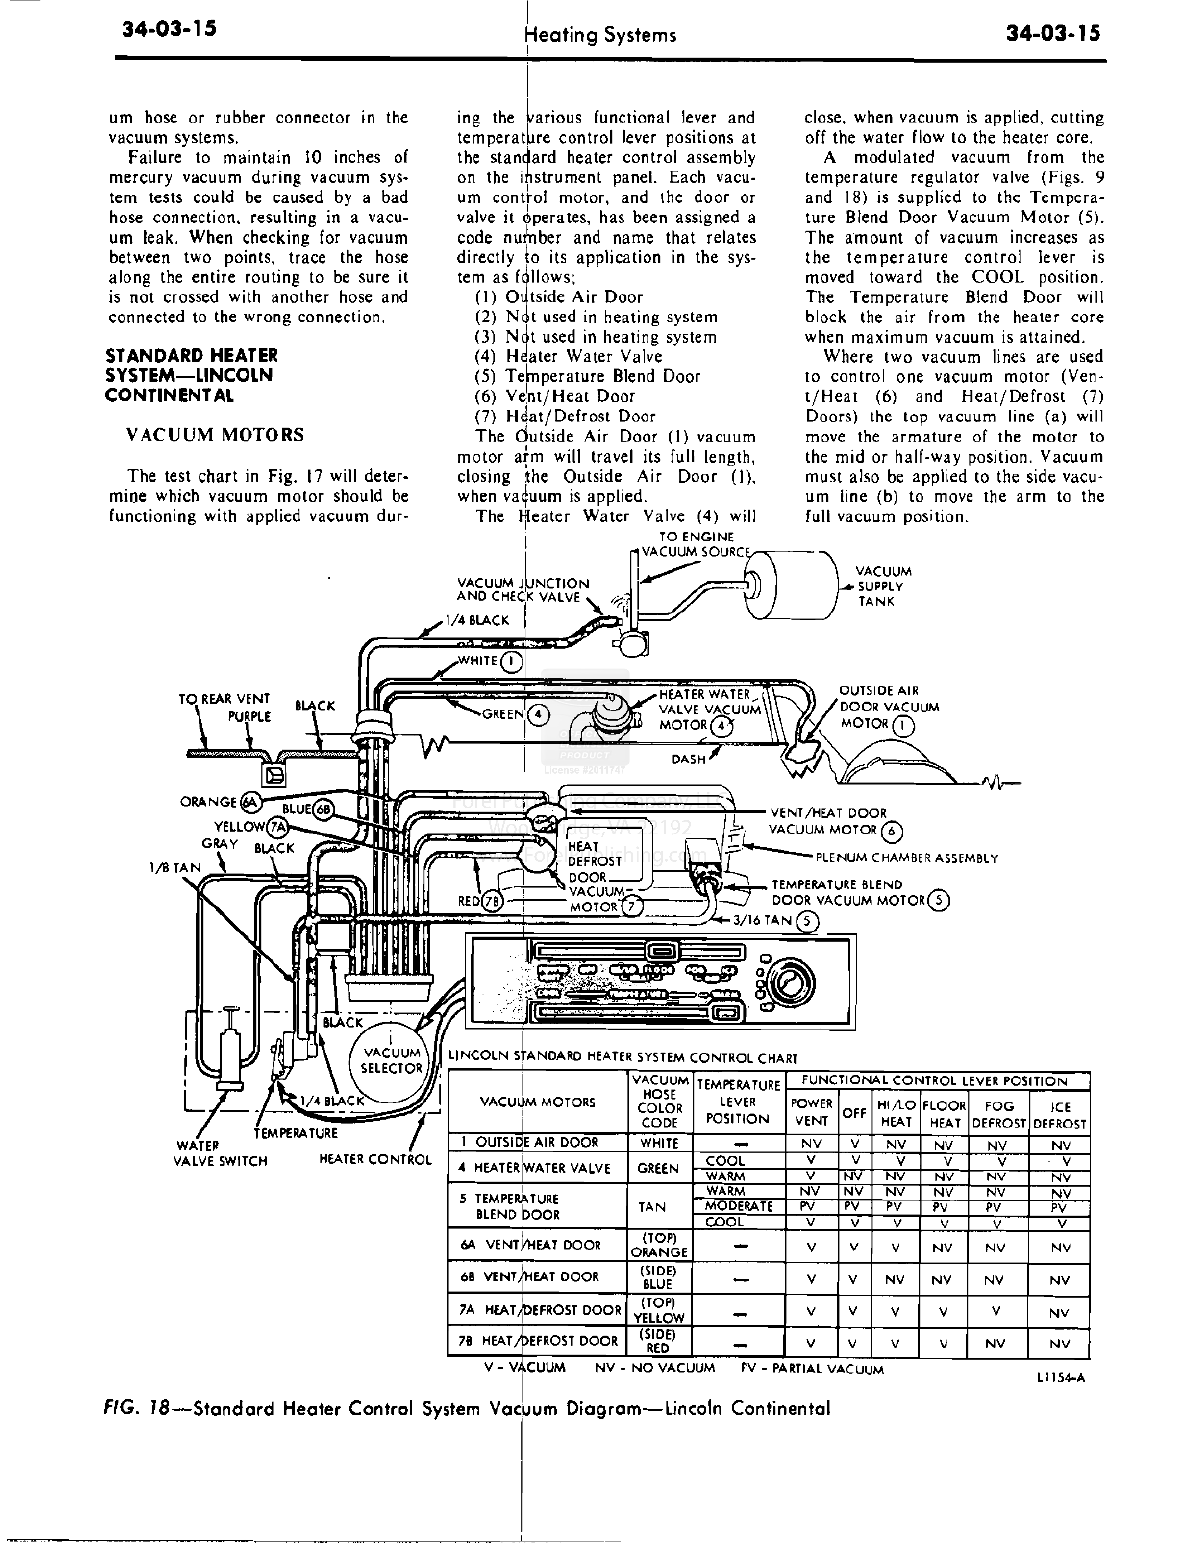 34-03-15
Heating Systems
34-03-15
um hose or rubber connector in the
vacuum systems.
Failure to maintain 10 inches of
mercury vacuum during vacuum sys-
tem tests could be caused by a bad
hose connection, resulting in a vacu-
um leak. When checking for vacuum
between two points, trace the hose
along the entire routing to be sure it
is not crossed with another hose and
connected to the wrong connection.
STANDARD HEATER
SYSTEM—LINCOLN
CONTINENTAL
VACUUM MOTORS
The test chart in Fig. 17 will deter-
mine which vacuum motor should be
functioning with applied vacuum dur-
ing the various functional lever and
temperature control lever positions at
the standard heater control assembly
on the instrument panel. Each vacu-
um control motor, and the door or
valve it operates, has been assigned a
code number and name that relates
directly to its application in the sys-
tem as follows;
(1) Outside Air Door
(2) Not used in heating system
(3) Not used in heating system
(4) Heater Water Valve
(5) Temperature Blend Door
(6) Vent/Heat Door
(7) Heat/Defrost Door
The Outside Air Door (1) vacuum
motor arm will travel its full length,
closing the Outside Air Door (1),
when vacuum is applied.
The Heater Water Valve (4) will
close, when vacuum is applied, cutting
off the water flow to the heater core.
A modulated vacuum from the
temperature regulator valve (Figs. 9
and 18) is supplied to the Tempera-
ture Blend Door Vacuum Motor (5).
The amount of vacuum increases as
the temperature control lever is
moved toward the COOL position.
The Temperature Blend Door will
block the air from the heater core
when maximum vacuum is attained.
Where two vacuum lines are used
to control one vacuum motor (Ven-
t/Heat (6) and Heat/Defrost (7)
Doors) the top vacuum line (a) will
move the armature of the motor to
the mid or half-way position. Vacuum
must also be applied to the side vacu-
um line (b) to move the arm to the
full vacuum position.
TO ENGINE
VACUUM SOURCE
VACUUM JUNCTION
AND CHECK VALVE
VACUUM
SUPPLY
TANK
1/4 BLACK
WHITE 1
TO REAR VENT
PURPLE
BLACK
GREEN 4
HEATER WATER
VALVE VACUUM
MOTOR 4
OUTSIDE AIR
DOOR VACUUM
MOTOR 1
DASH
PRODUCT
License #2611747
ORANGE 6A
BLUE 6B
YELLOW 7A
GRAY
BLACK
1/8 TAN
HEAT
DEFROST
DOOR
VACUUM
MOTOR 7
RED 7B
VENT/HEAT DOOR
VACUUM MOTOR 6
PLENUM CHAMBER ASSEMBLY
TEMPERATURE BLEND
DOOR VACUUM MOTOR 5
3/16 TAN 5
BLACK
VACUUM
SELECTOR
1/4 BLACK
TEMPERATURE
WATER
VALVE SWITCH
HEATER CONTROL
LINCOLN STANDARD HEATER SYSTEM CONTROL CHART
VACUUM MOTORS
VACUUM HOSE COLOR CODE
TEMPERATURE LEVER POSITION
FUNCTIONAL CONTROL LEVER POSITION
POWER VENT OFF HI/LO HEAT FLOOR HEAT FOG DEFROST ICE DEFROST
1 OUTSIDE AIR DOOR WHITE — NV V NV NV NV NV
4 HEATER WATER VALVE GREEN COOL V V V V V V
WARM V NV NV NV NV NV
5 TEMPERATURE BLEND DOOR TAN WARM NV NV NV NV NV NV
MODERATE PV PV PV PV PV PV
COOL V V V V V V
6A VENT/HEAT DOOR (TOP) ORANGE — V V V NV NV NV
6B VENT/HEAT DOOR (SIDE) BLUE — V V NV NV NV NV
7A HEAT/DEFROST DOOR (TOP) YELLOW — V V V V V NV
7B HEAT/DEFROST DOOR (SIDE) RED — V V V V NV NV
V - VACUUM NV - NO VACUUM PV - PARTIAL VACUUM
L1154-A
FIG. 18—Standard Heater Control System Vacuum Diagram—Lincoln Continental